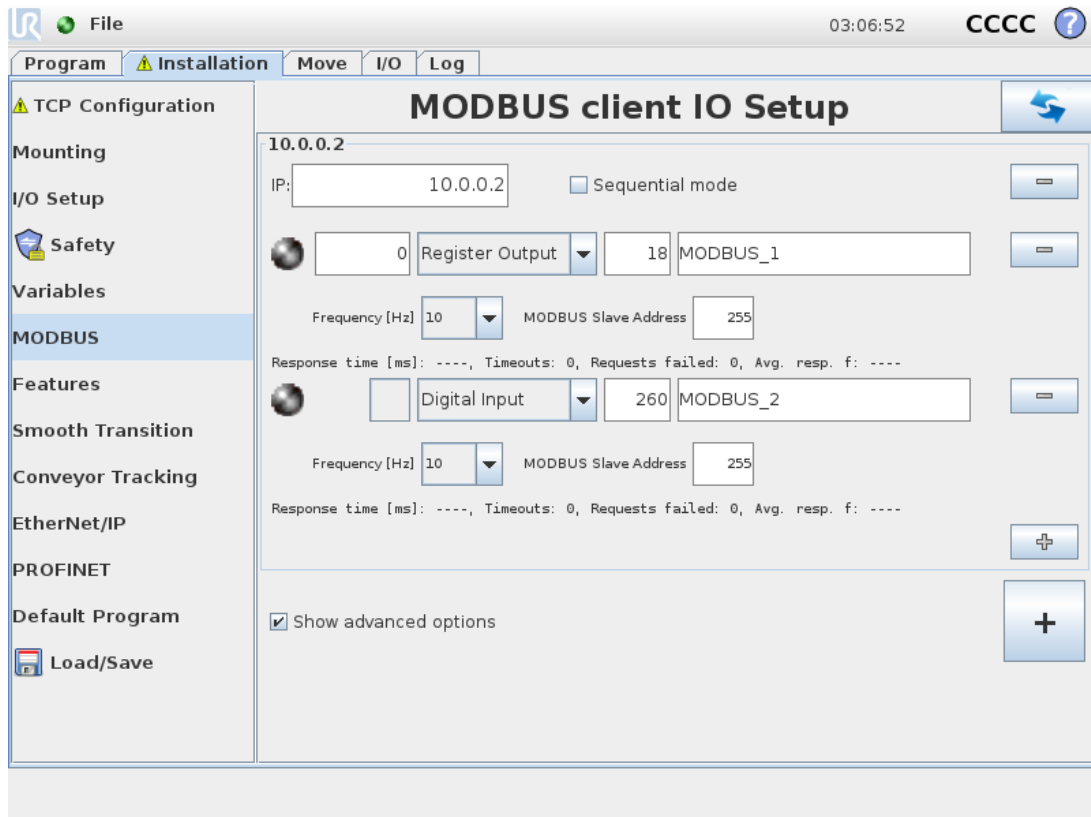 UR File 03:06:52 CCCC ?
Program Installation Move I/O Log
TCP Configuration
Mounting
I/O Setup
Safety
Variables
MODBUS
Features
Smooth Transition
Conveyor Tracking
EtherNet/IP
PROFINET
Default Program
Load/Save
MODBUS client IO Setup
10.0.0.2
IP: 10.0.0.2 Sequential mode
0 Register Output 18 MODBUS_1
Frequency [Hz] 10 MODBUS Slave Address 255
Response time [ms]: ----, Timeouts: 0, Requests failed: 0, Avg. resp. f: ----
Digital Input 260 MODBUS_2
Frequency [Hz] 10 MODBUS Slave Address 255
Response time [ms]: ----, Timeouts: 0, Requests failed: 0, Avg. resp. f: ----
Show advanced options